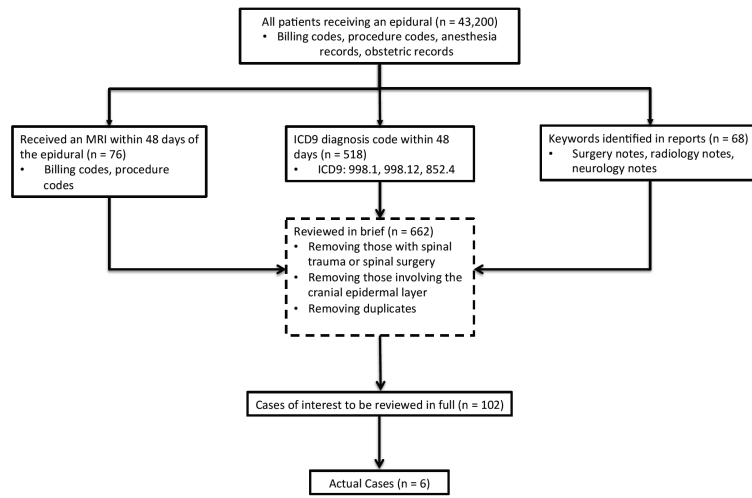 All patients receiving an epidural (n = 43,200)
• Billing codes, procedure codes, anesthesia
records, obstetric records
Received an MRI within 48 days of
the epidural (n = 76)
• Billing codes, procedure
codes
ICD9 diagnosis code within 48
days (n = 518)
• ICD9: 998.1, 998.12, 852.4
Keywords identified in reports (n = 68)
• Surgery notes, radiology notes,
neurology notes
Reviewed in brief (n = 662)
• Removing those with spinal
trauma or spinal surgery
• Removing those involving the
cranial epidermal layer
• Removing duplicates
Cases of interest to be reviewed in full (n = 102)
Actual Cases (n = 6)